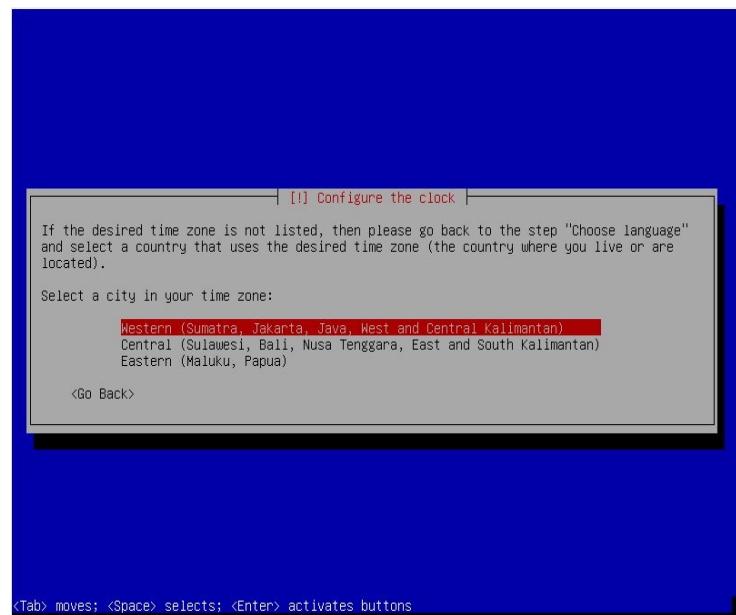 [!] Configure the clock
If the desired time zone is not listed, then please go back to the step "Choose language"
and select a country that uses the desired time zone (the country where you live or are
located).
Select a city in your time zone:
Western (Sumatra, Jakarta, Java, West and Central Kalimantan)
Central (Sulawesi, Bali, Nusa Tenggara, East and South Kalimantan)
Eastern (Maluku, Papua)
<Go Back>
<Tab> moves; <Space> selects; <Enter> activates buttons